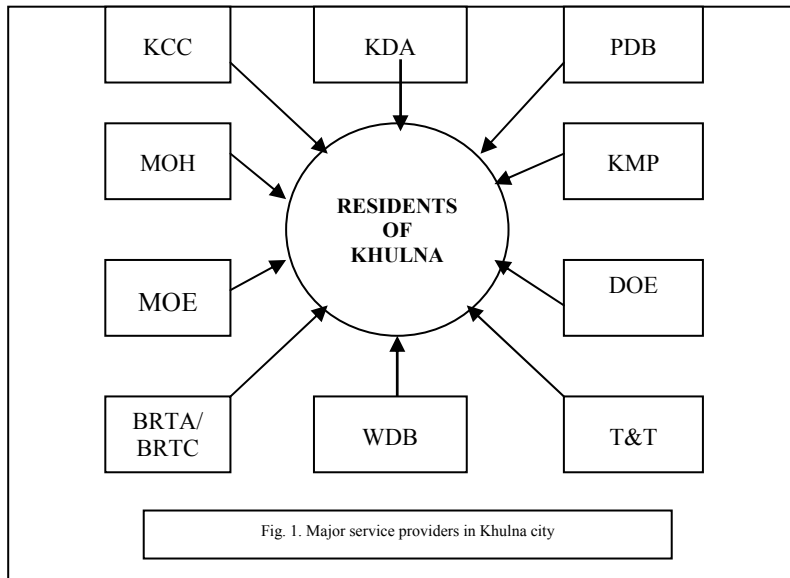 KCC
KDA
PDB
MOH
KMP
RESIDENTS
OF
KHULNA
MOE
DOE
BRTA/
BRTC
WDB
T&T
Fig. 1. Major service providers in Khulna city